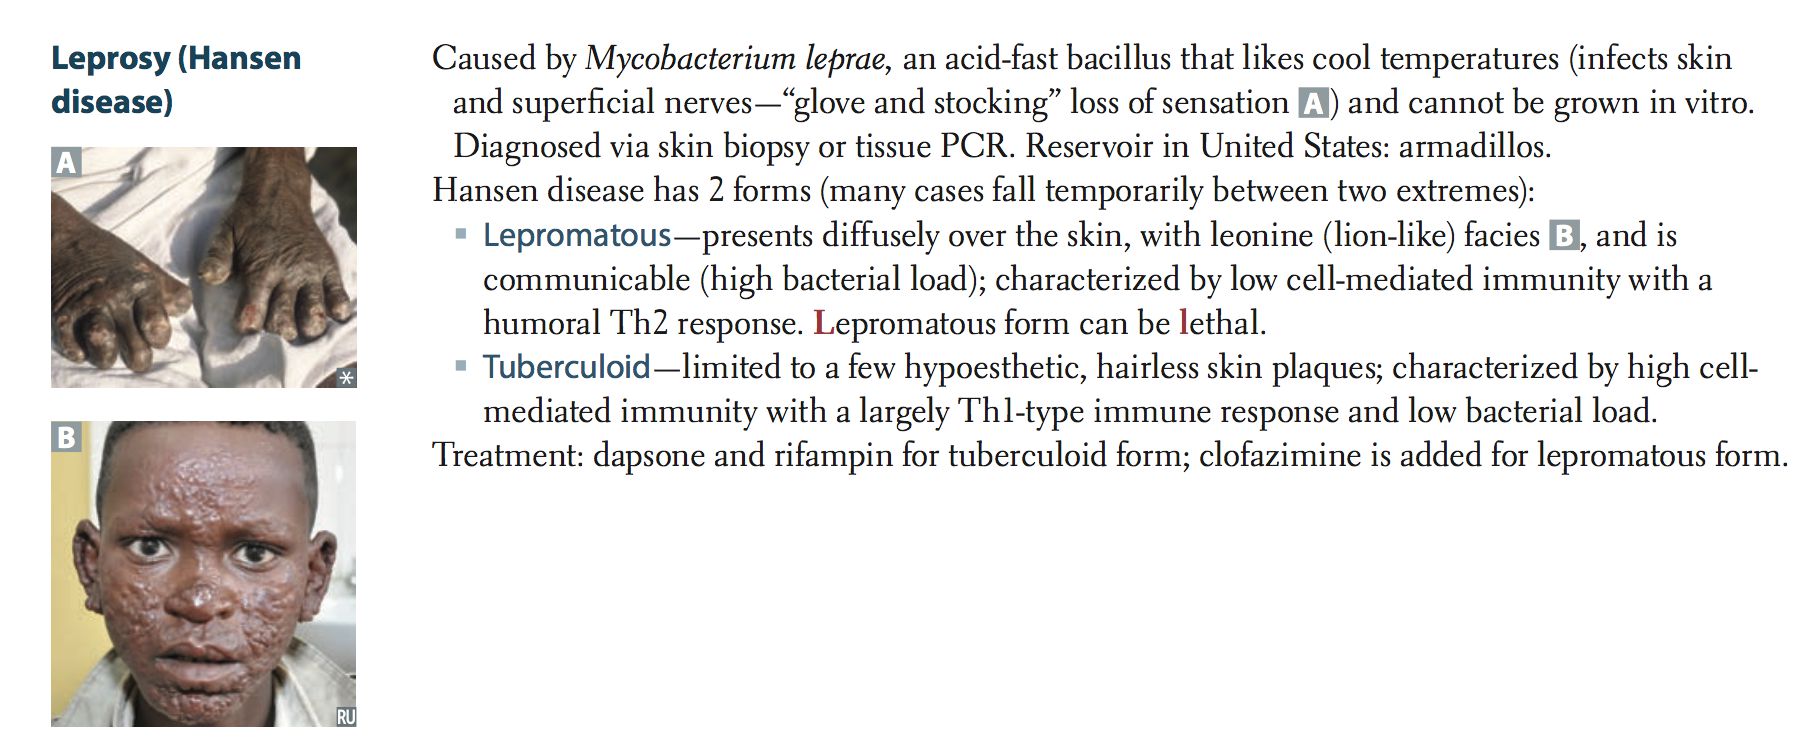 Leprosy (Hansen
disease)
A
*
B
RU
Caused by Mycobacterium leprae, an acid-fast bacillus that likes cool temperatures (infects skin
and superficial nerves—“glove and stocking” loss of sensation A) and cannot be grown in vitro.
Diagnosed via skin biopsy or tissue PCR. Reservoir in United States: armadillos.
Hansen disease has 2 forms (many cases fall temporarily between two extremes):
▪ Lepromatous—presents diffusely over the skin, with leonine (lion-like) facies B, and is
communicable (high bacterial load); characterized by low cell-mediated immunity with a
humoral Th2 response. Lepromatous form can be lethal.
▪ Tuberculoid—limited to a few hypoesthetic, hairless skin plaques; characterized by high cell-
mediated immunity with a largely Th1-type immune response and low bacterial load.
Treatment: dapsone and rifampin for tuberculoid form; clofazimine is added for lepromatous form.